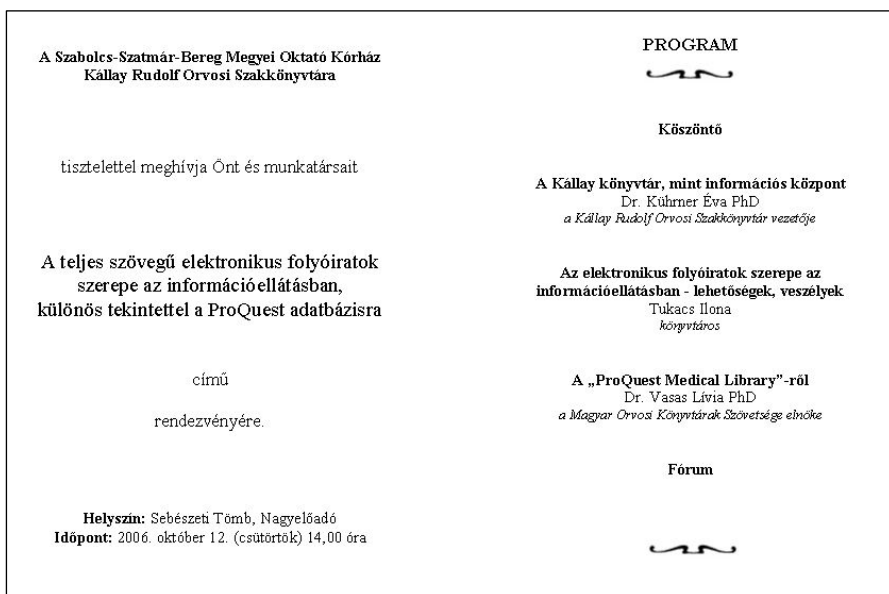 A Szabolcs-Szatmár-Bereg Megyei Oktató Kórház
Kállay Rudolf Orvosi Szakkönyvtára
tisztelettel meghívja Önt és munkatársait
A teljes szövegű elektronikus folyóiratok
szerepe az információellátásban,
különös tekintettel a ProQuest adatbázisra
című
rendezvényére.
Helyszín: Sebészeti Tömb, Nagyelőadó
Időpont: 2006. október 12. (csütörtök) 14,00 óra
PROGRAM
Köszöntő
A Kállay könyvtár, mint információs központ
Dr. Kührner Éva PhD
a Kállay Rudolf Orvosi Szakkönyvtár vezetője
Az elektronikus folyóiratok szerepe az
információellátásban - lehetőségek, veszélyek
Tukacs Ilona
könyvtáros
A „ProQuest Medical Library”-ről
Dr. Vasas Lívia PhD
a Magyar Orvosi Könyvtárak Szövetsége elnöke
Fórum